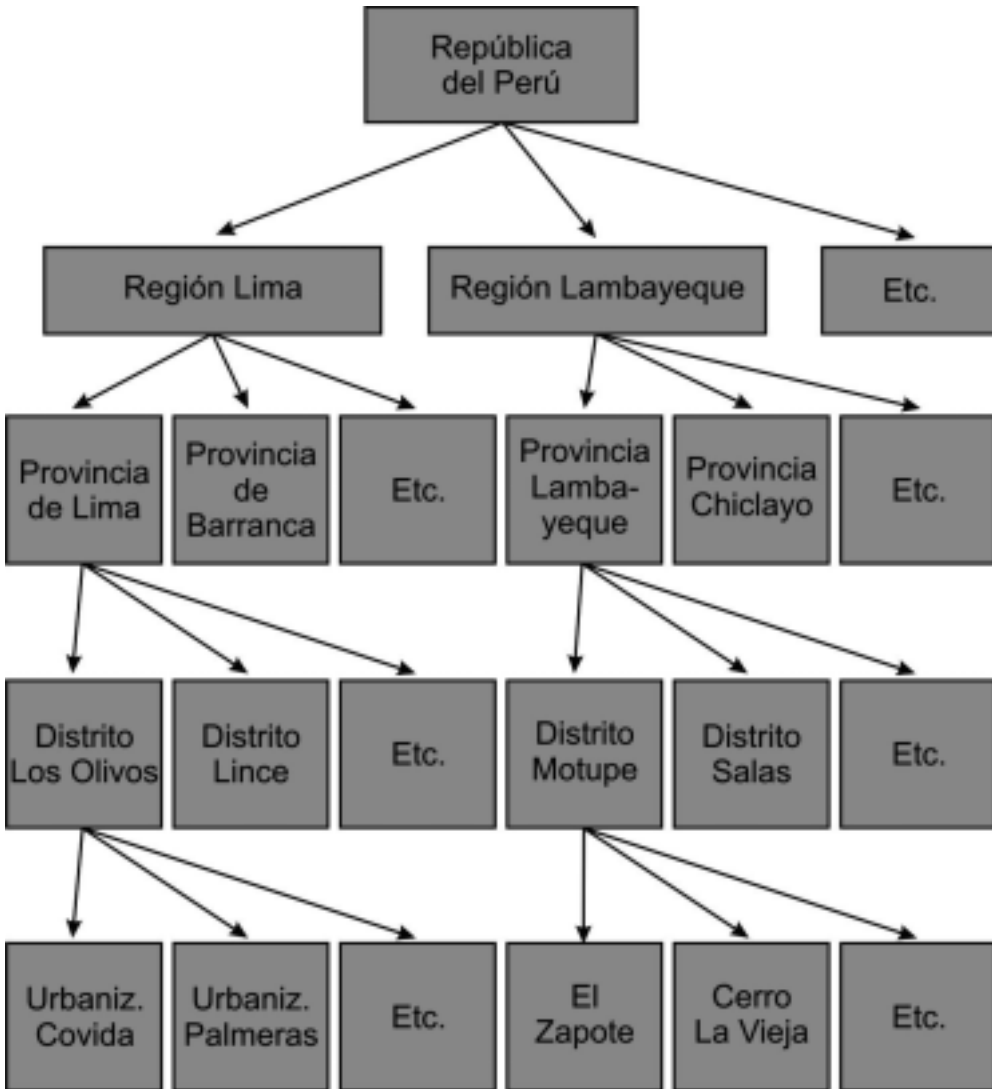 República
del Perú
Región Lima
Región Lambayeque
Etc.
Provincia
de Lima
Provincia
de
Barranca
Etc.
Provincia
Lamba-
yeque
Provincia
Chiclayo
Etc.
Distrito
Los Olivos
Distrito
Lince
Etc.
Distrito
Motupe
Distrito
Salas
Etc.
Urbaniz.
Covida
Urbaniz.
Palmeras
Etc.
El
Zapote
Cerro
La Vieja
Etc.